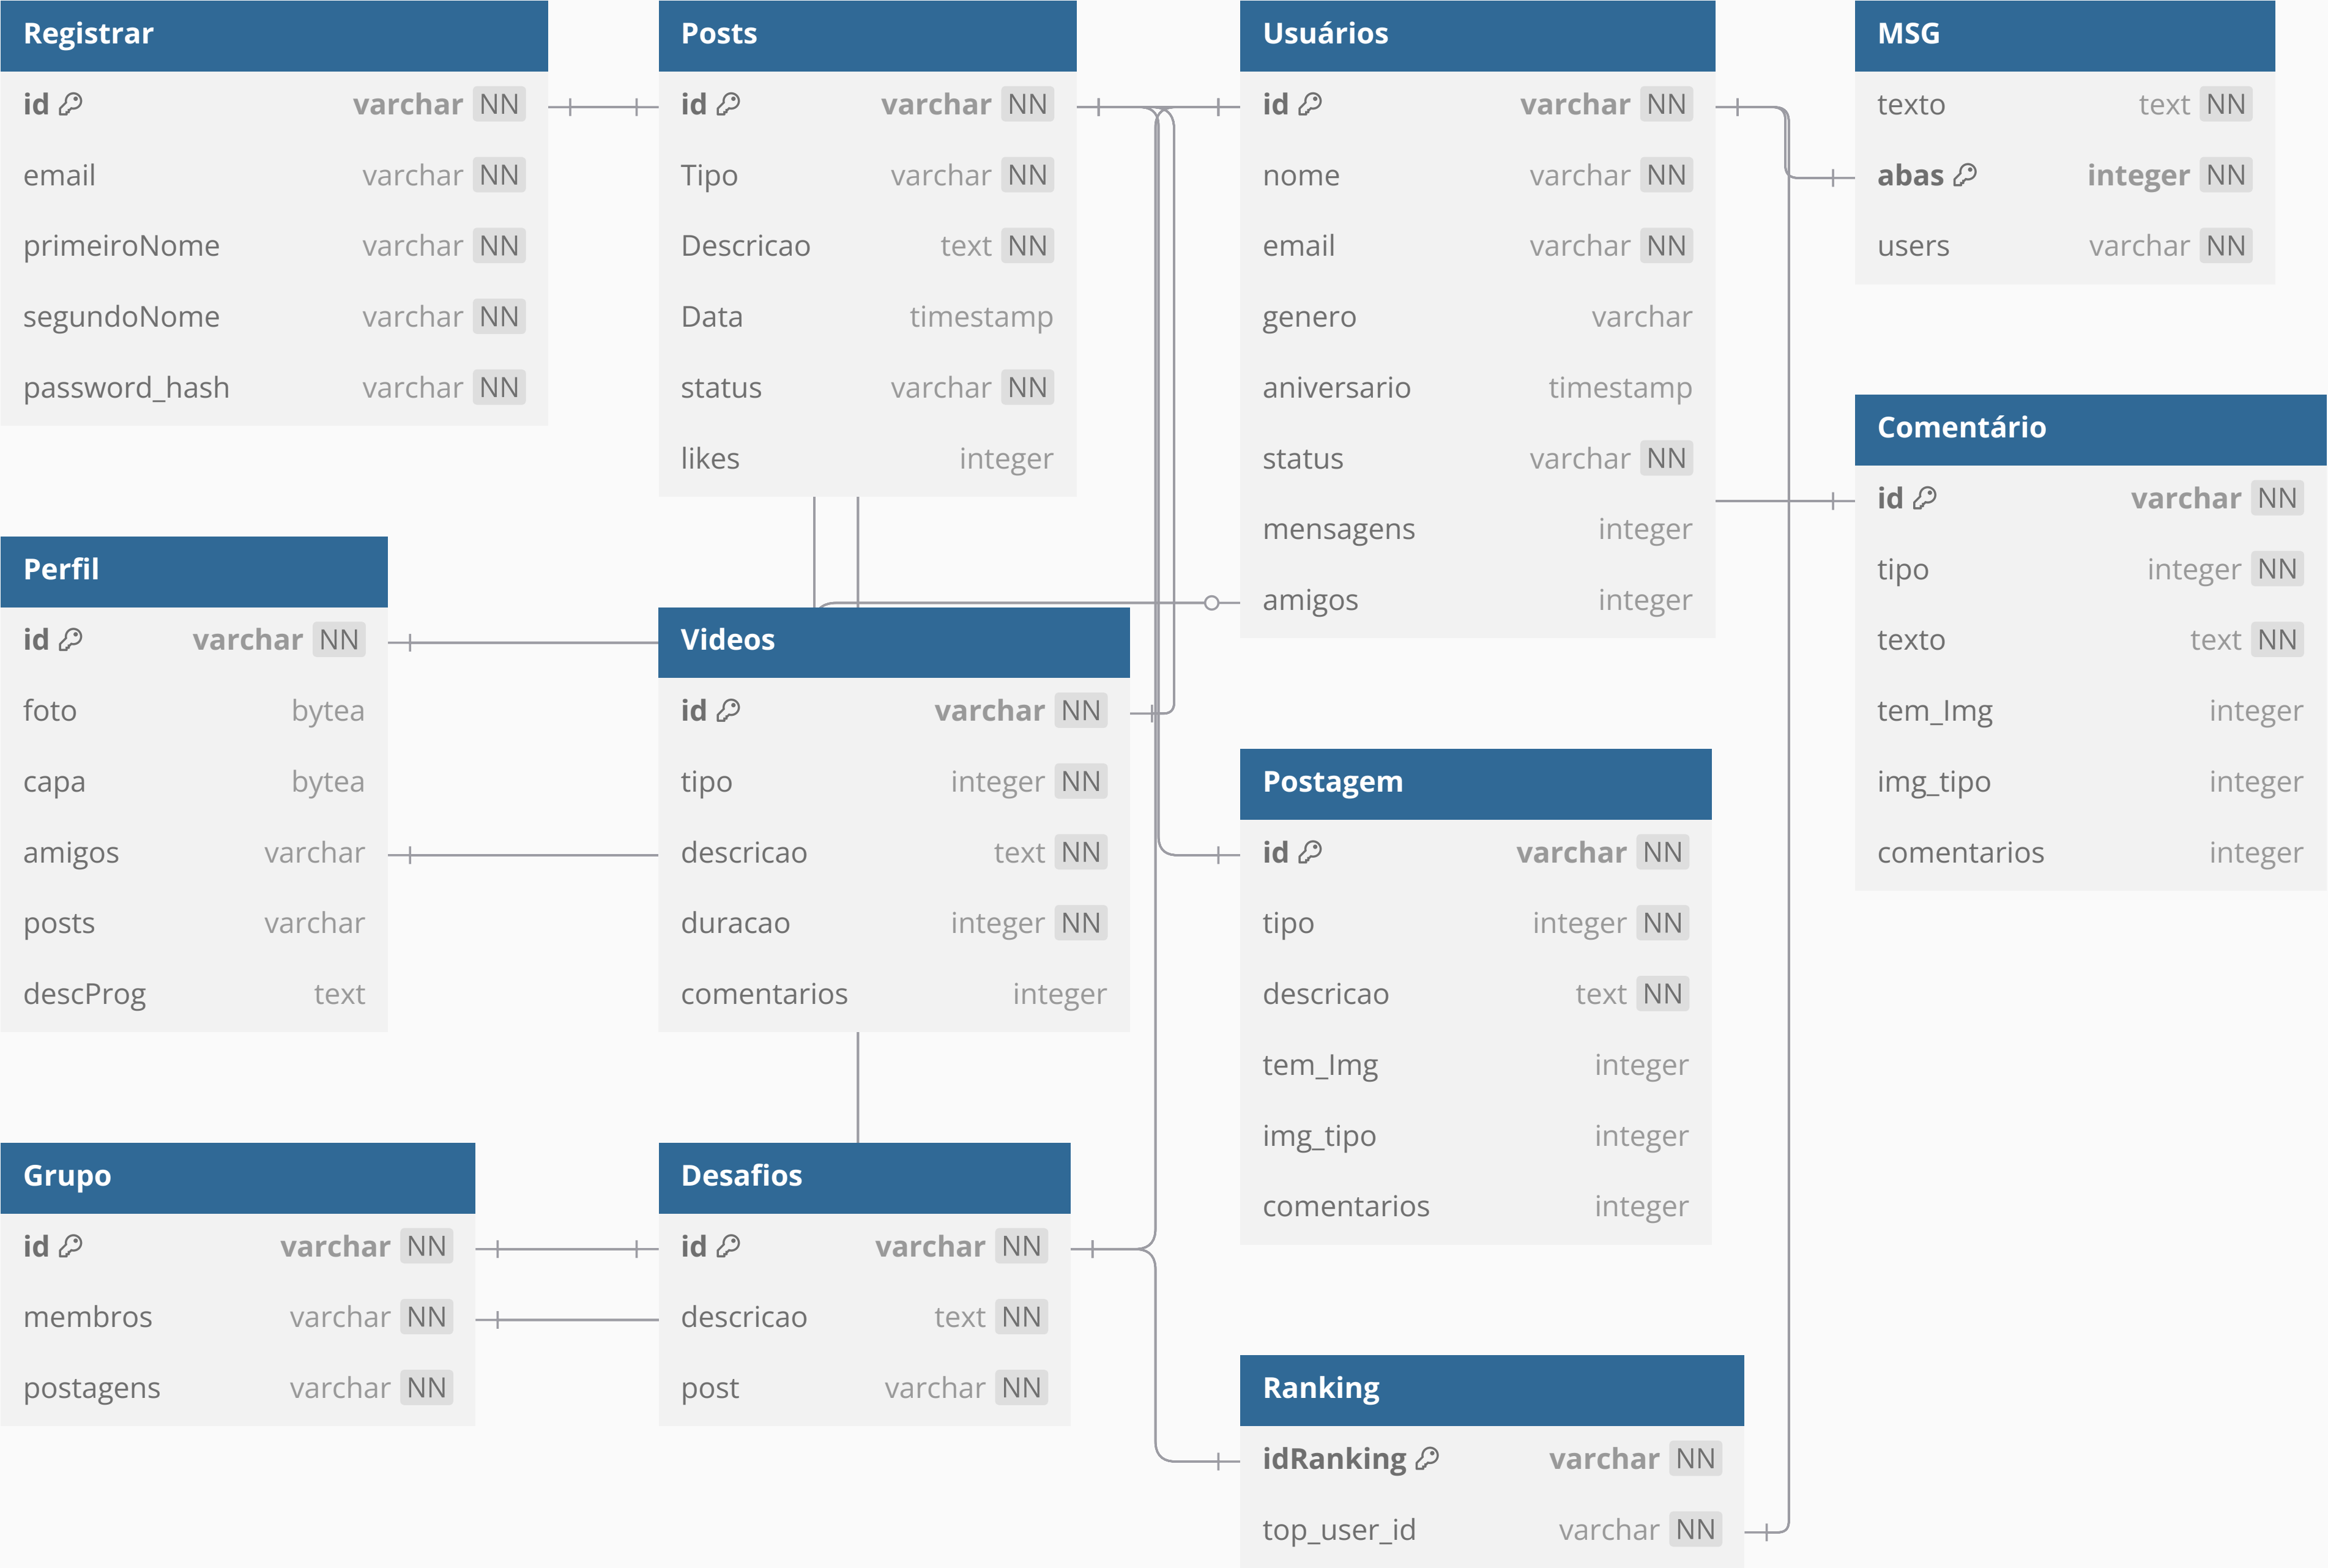 Registrar
id varchar NN
email varchar NN
primeiroNome varchar NN
segundoNome varchar NN
password_hash varchar NN
Posts
id varchar NN
Tipo varchar NN
Descricao text NN
Data timestamp
status varchar NN
likes integer
Usuários
id varchar NN
nome varchar NN
email varchar NN
genero varchar
aniversario timestamp
status varchar NN
mensagens integer
amigos integer
MSG
texto text NN
abas integer NN
users varchar NN
Comentário
id varchar NN
tipo integer NN
texto text NN
tem_Img integer
img_tipo integer
comentarios integer
Perfil
id varchar NN
foto bytea
capa bytea
amigos varchar
posts varchar
descProg text
Videos
id varchar NN
tipo integer NN
descricao text NN
duracao integer NN
comentarios integer
Postagem
id varchar NN
tipo integer NN
descricao text NN
tem_Img integer
img_tipo integer
comentarios integer
Grupo
id varchar NN
membros varchar NN
postagens varchar NN
Desafios
id varchar NN
descricao text NN
post varchar NN
Ranking
idRanking varchar NN
top_user_id varchar NN